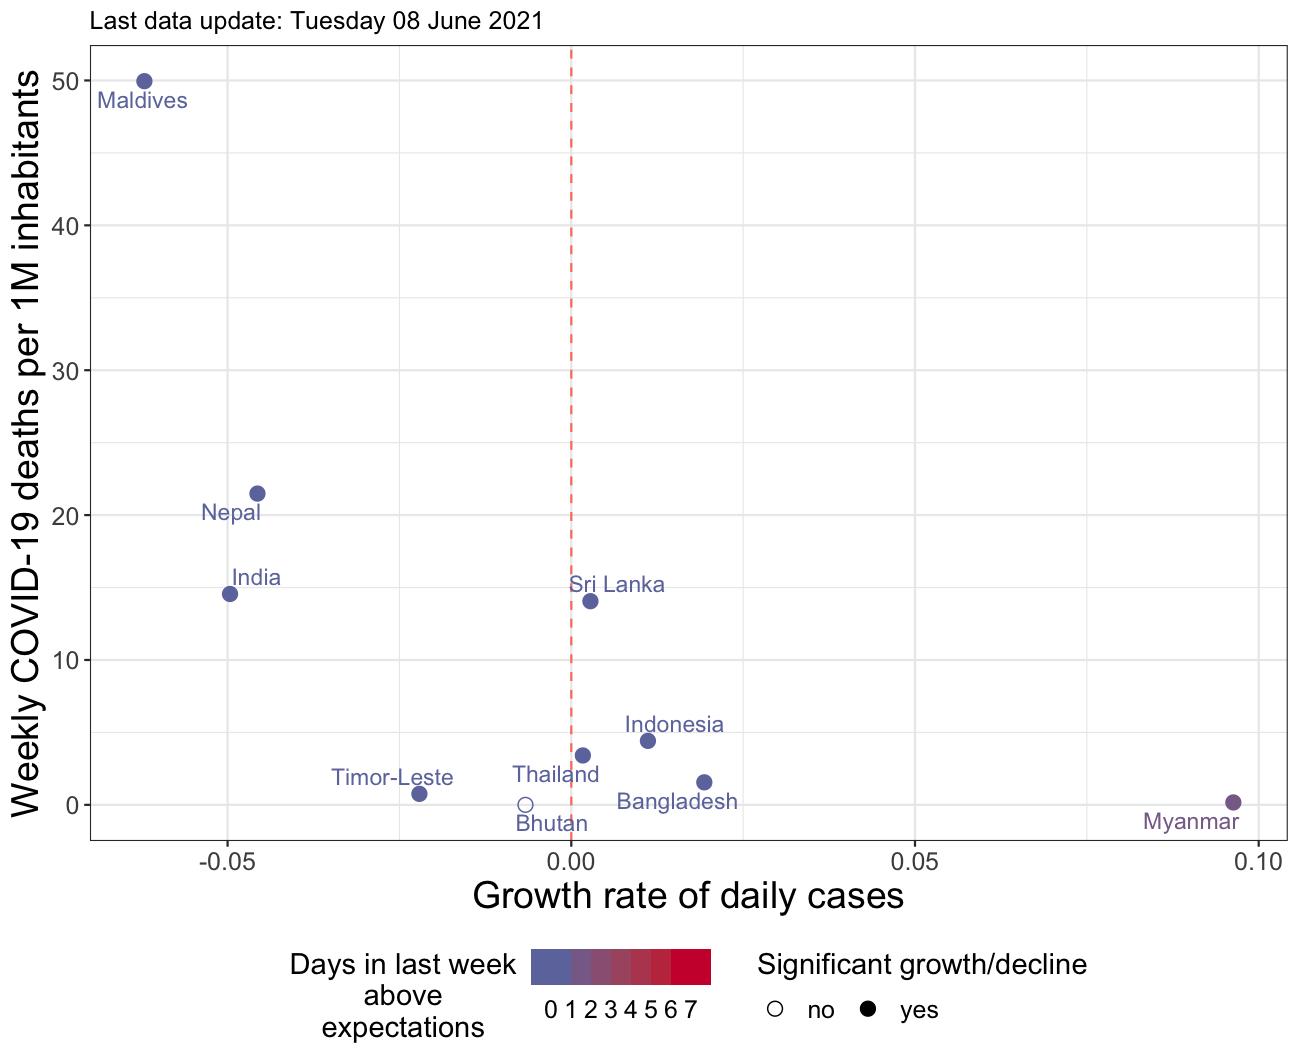 Last data update: Tuesday 08 June 2021
Weekly COVID-19 deaths per 1M inhabitants
50
40
30
20
10
0
Maldives
Nepal
India
Sri Lanka
Indonesia
Thailand
Timor-Leste
Bangladesh
Bhutan
Myanmar
-0.05 0.00 0.05 0.10
Growth rate of daily cases
Days in last week
above
expectations
0 1 2 3 4 5 6 7
Significant growth/decline
no yes